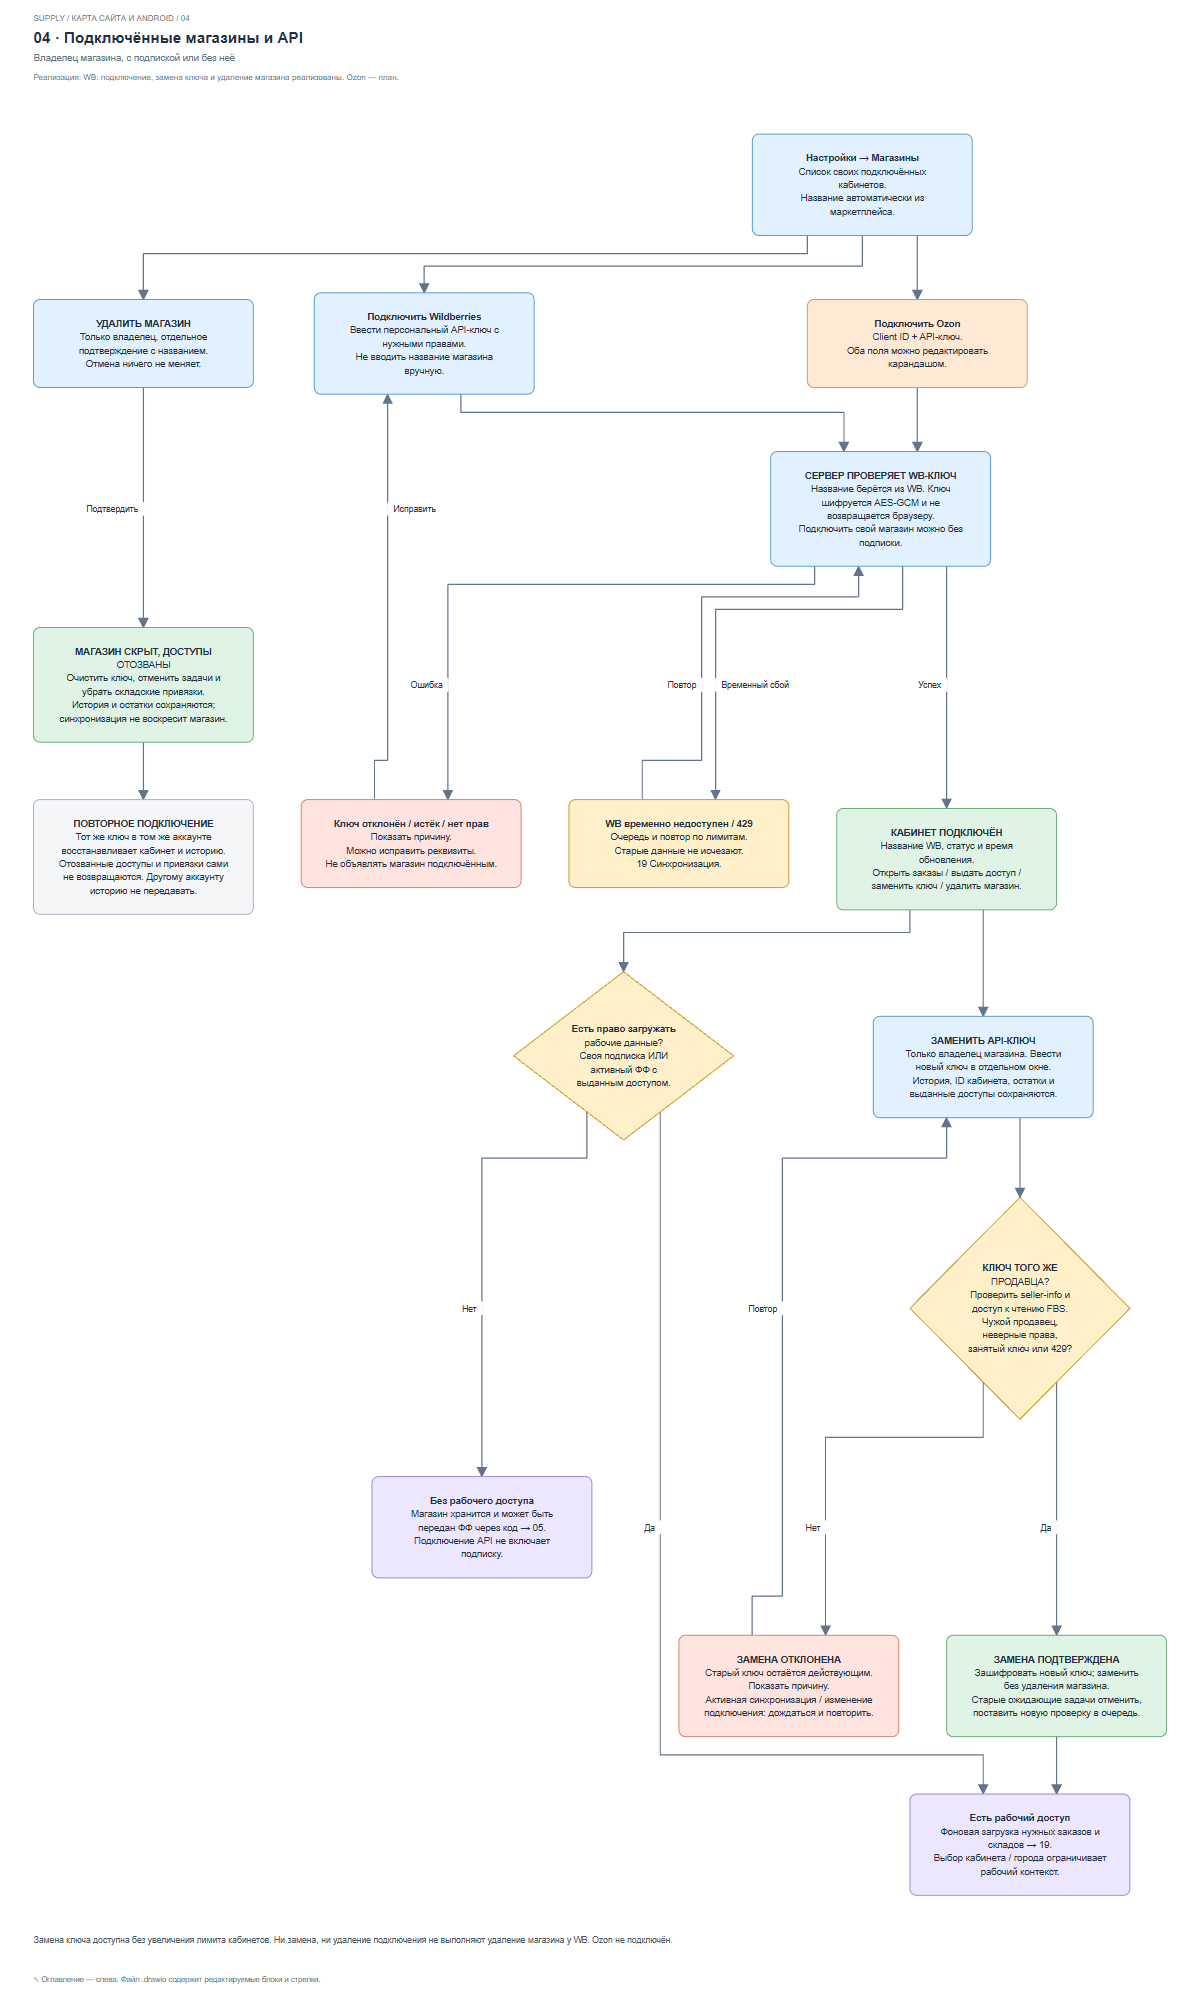 SUPPLY / КАРТА САЙТА И ANDROID / 04
04 · Подключённые магазины и API
Владелец магазина, с подпиской или без неё
Реализация: WB: подключение, замена ключа и удаление магазина реализованы. Ozon — план.
Настройки → Магазины
Список своих подключённых
кабинетов.
Название автоматически из
маркетплейса.
УДАЛИТЬ МАГАЗИН
Только владелец, отдельное
подтверждение с названием.
Отмена ничего не меняет.
Подключить Wildberries
Ввести персональный API-ключ с
нужными правами.
Не вводить название магазина
вручную.
Подключить Ozon
Client ID + API-ключ.
Оба поля можно редактировать
карандашом.
СЕРВЕР ПРОВЕРЯЕТ WB-КЛЮЧ
Название берётся из WB. Ключ
шифруется AES-GCM и не
возвращается браузеру.
Подключить свой магазин можно без
подписки.
Подтвердить
Исправить
МАГАЗИН СКРЫТ, ДОСТУПЫ
ОТОЗВАНЫ
Очистить ключ, отменить задачи и
убрать складские привязки.
История и остатки сохраняются;
синхронизация не воскресит магазин.
Ошибка
Повтор
Временный сбой
Успех
ПОВТОРНОЕ ПОДКЛЮЧЕНИЕ
Тот же ключ в том же аккаунте
восстанавливает кабинет и историю.
Отозванные доступы и привязки сами
не возвращаются. Другому аккаунту
историю не передавать.
Ключ отклонён / истёк / нет прав
Показать причину.
Можно исправить реквизиты.
Не объявлять магазин подключённым.
WB временно недоступен / 429
Очередь и повтор по лимитам.
Старые данные не исчезают.
19 Синхронизация.
КАБИНЕТ ПОДКЛЮЧЁН
Название WB, статус и время
обновления.
Открыть заказы / выдать доступ /
заменить ключ / удалить магазин.
Есть право загружать
рабочие данные?
Своя подписка ИЛИ
активный ФФ с
выданным доступом.
ЗАМЕНИТЬ API-КЛЮЧ
Только владелец магазина. Ввести
новый ключ в отдельном окне.
История, ID кабинета, остатки и
выданные доступы сохраняются.
КЛЮЧ ТОГО ЖЕ
ПРОДАВЦА?
Проверить seller-info и
доступ к чтению FBS.
Чужой продавец,
неверные права,
занятый ключ или 429?
Нет
Повтор
Без рабочего доступа
Магазин хранится и может быть
передан ФФ через код → 05.
Подключение API не включает
подписку.
Да
Нет
Да
ЗАМЕНА ОТКЛОНЕНА
Старый ключ остаётся действующим.
Показать причину.
Активная синхронизация / изменение
подключения: дождаться и повторить.
ЗАМЕНА ПОДТВЕРЖДЕНА
Зашифровать новый ключ; заменить
без удаления магазина.
Старые ожидающие задачи отменить,
поставить новую проверку в очередь.
Есть рабочий доступ
Фоновая загрузка нужных заказов и
складов → 19.
Выбор кабинета / города ограничивает
рабочий контекст.
Замена ключа доступна без увеличения лимита кабинетов. Ни замена, ни удаление подключения не выполняют удаление магазина у WB. Ozon не подключён.
↖ Оглавление — слева. Файл .drawio содержит редактируемые блоки и стрелки.